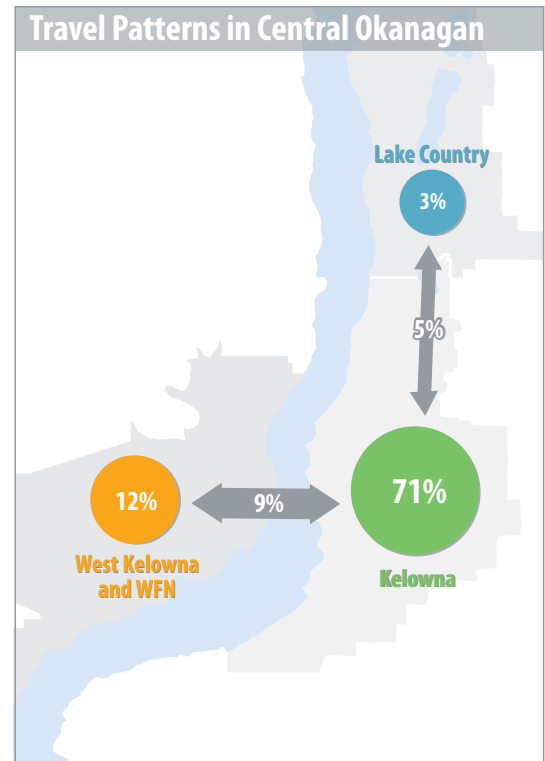 Travel Patterns in Central Okanagan
Lake Country
3%
5%
71%
12%
9%
West Kelowna
and WFN
Kelowna